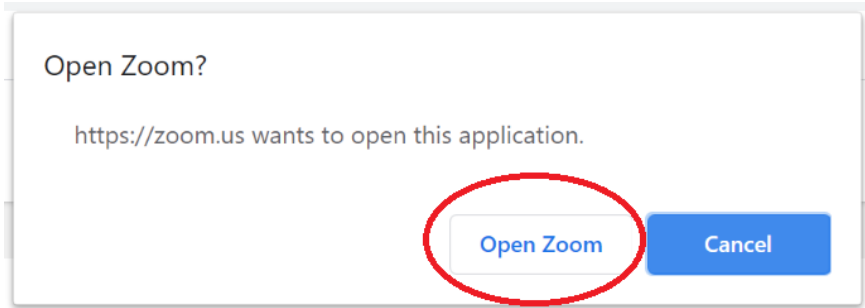 Open Zoom?
https://zoom.us wants to open this application.
Open Zoom Cancel